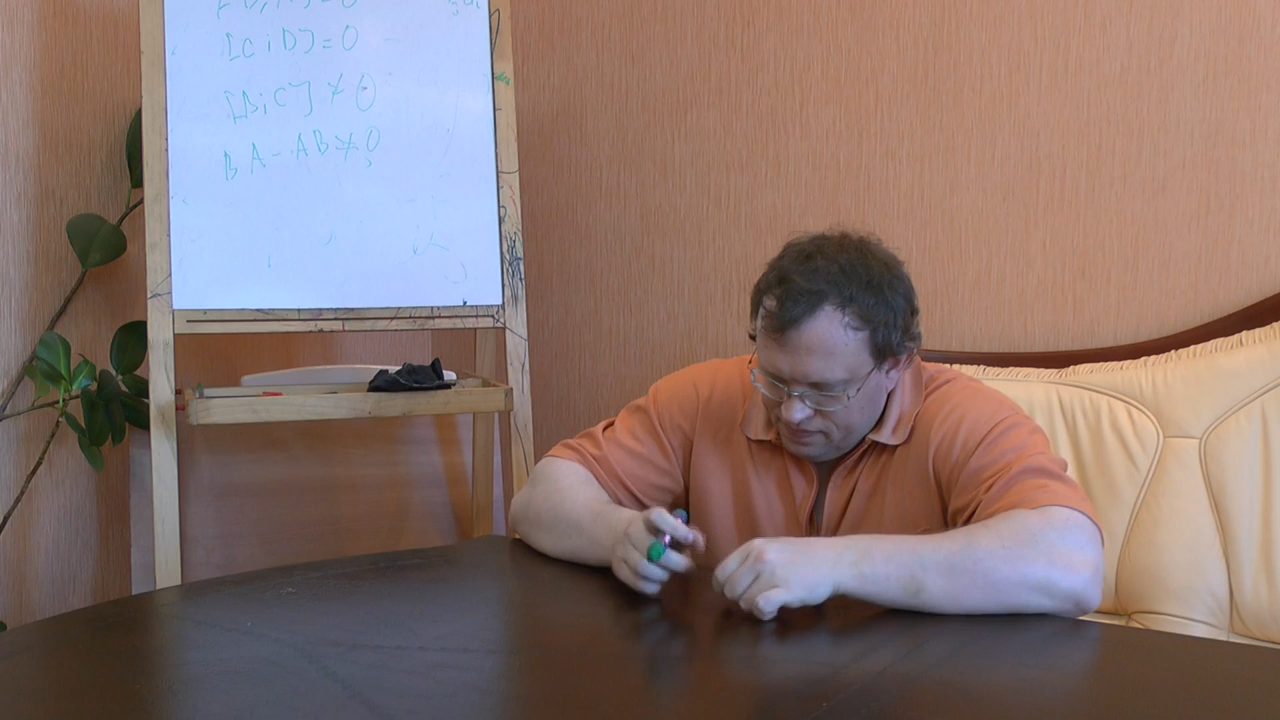 [C; D] = 0
[B; C] ≠ 0
BA - AB ≠ 0